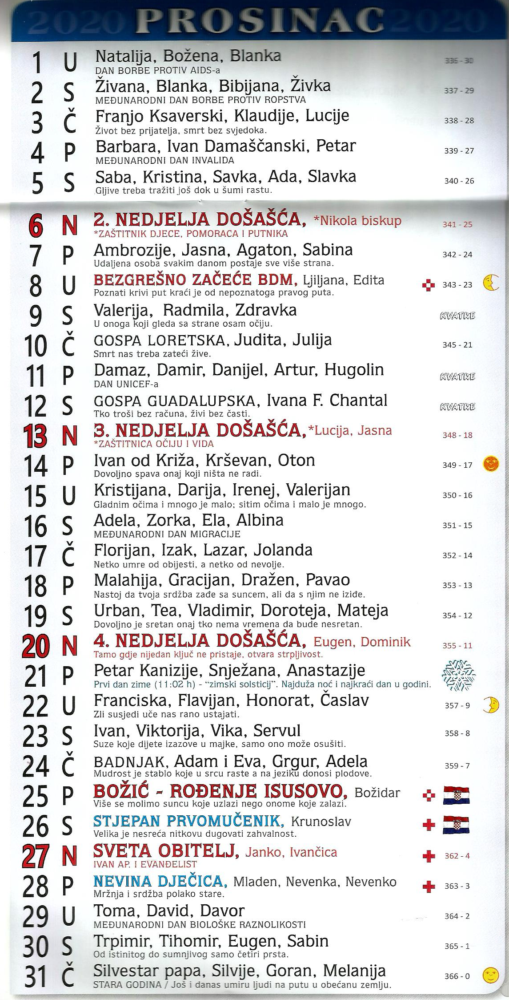 2020 PROSINAC 2020
1 U Natalija, Božena, Blanka 336 - 30
DAN BORBE PROTIV AIDS-a
2 S Živana, Blanka, Bibijana, Živka 337 - 29
MEĐUNARODNI DAN BORBE PROTIV ROPSTVA
3 Č Franjo Ksaverski, Klaudije, Lucije 338 - 28
Život bez prijatelja, smrt bez svjedoka.
4 P Barbara, Ivan Damaščanski, Petar 339 - 27
MEĐUNARODNI DAN INVALIDA
5 S Saba, Kristina, Savka, Ada, Slavka 340 - 26
Gljive treba tražiti još dok u šumi rastu.
6 N 2. NEDJELJA DOŠAŠĆA, *Nikola biskup 341 - 25
*ZAŠTITNIK DJECE, POMORACA I PUTNIKA
7 P Ambrozije, Jasna, Agaton, Sabina 342 - 24
Udaljena osoba svakim danom postaje sve više strana.
8 U BEZGREŠNO ZAČEĆE BDM, Ljiljana, Edita 343 - 23
Poznati krivi put kraći je od nepoznatoga pravog puta.
9 S Valerija, Radmila, Zdravka KVATRE
U onoga koji gleda sa strane osam očiju.
10 Č GOSPA LORETSKA, Judita, Julija 345 - 21
Smrt nas treba zateći žive.
11 P Damaz, Damir, Danijel, Artur, Hugolin KVATRE
DAN UNICEF-a
12 S GOSPA GUADALUPSKA, Ivana F. Chantal KVATRE
Tko troši bez računa, živi bez časti.
13 N 3. NEDJELJA DOŠAŠĆA,*Lucija, Jasna 348 - 18
*ZAŠTITNICA OČIJU I VIDA
14 P Ivan od Križa, Krševan, Oton 349 - 17
Dovoljno spava onaj koji ništa ne radi.
15 U Kristijana, Darija, Irenej, Valerijan 350 - 16
Gladnim očima i mnogo je malo; sitim očima i malo je mnogo.
16 S Adela, Zorka, Ela, Albina 351 - 15
MEĐUNARODNI DAN MIGRACIJE
17 Č Florijan, Izak, Lazar, Jolanda 352 - 14
Netko umre od obijesti, a netko od nevolje.
18 P Malahija, Gracijan, Dražen, Pavao 353 - 13
Nastoj da tvoja srdžba zađe sa suncem, ali da s njim ne iziđe.
19 S Urban, Tea, Vladimir, Doroteja, Mateja 354 - 12
Dovoljno je sretan onaj tko nema vremena da bude nesretan.
20 N 4. NEDJELJA DOŠAŠĆA, Eugen, Dominik 355 - 11
Tamo gdje nijedan ključ ne pristaje, otvara strpljivost.
21 P Petar Kanizije, Snježana, Anastazije
Prvi dan zime (11:02 h) - “zimski solsticij”. Najduža noć i najkraći dan u godini.
22 U Franciska, Flavijan, Honorat, Časlav 357 - 9
Zli susjedi uče nas rano ustajati.
23 S Ivan, Viktorija, Vika, Servul 358 - 8
Suze koje dijete izazove u majke, samo ono može osušiti.
24 Č BADNJAK, Adam i Eva, Grgur, Adela 359 - 7
Mudrost je stablo koje u srcu raste a na jeziku donosi plodove.
25 P BOŽIĆ - ROĐENJE ISUSOVO, Božidar
Više se molimo suncu koje uzlazi nego onome koje zalazi.
26 S STJEPAN PRVOMUČENIK, Krunoslav
Velika je nesreća nitkovu dugovati zahvalnost.
27 N SVETA OBITELJ, Janko, Ivančica 362 - 4
IVAN AP. I EVANĐELIST
28 P NEVINA DJEČICA, Mladen, Nevenka, Nevenko 363 - 3
Mržnja i srdžba polako stare.
29 U Toma, David, Davor 364 - 2
MEĐUNARODNI DAN BIOLOŠKE RAZNOLIKOSTI
30 S Trpimir, Tihomir, Eugen, Sabin 365 - 1
Od istinitog do sumnjivog samo četiri prsta.
31 Č Silvestar papa, Silvije, Goran, Melanija 366 - 0
STARA GODINA / Još i danas umiru ljudi na putu u obećanu zemlju.